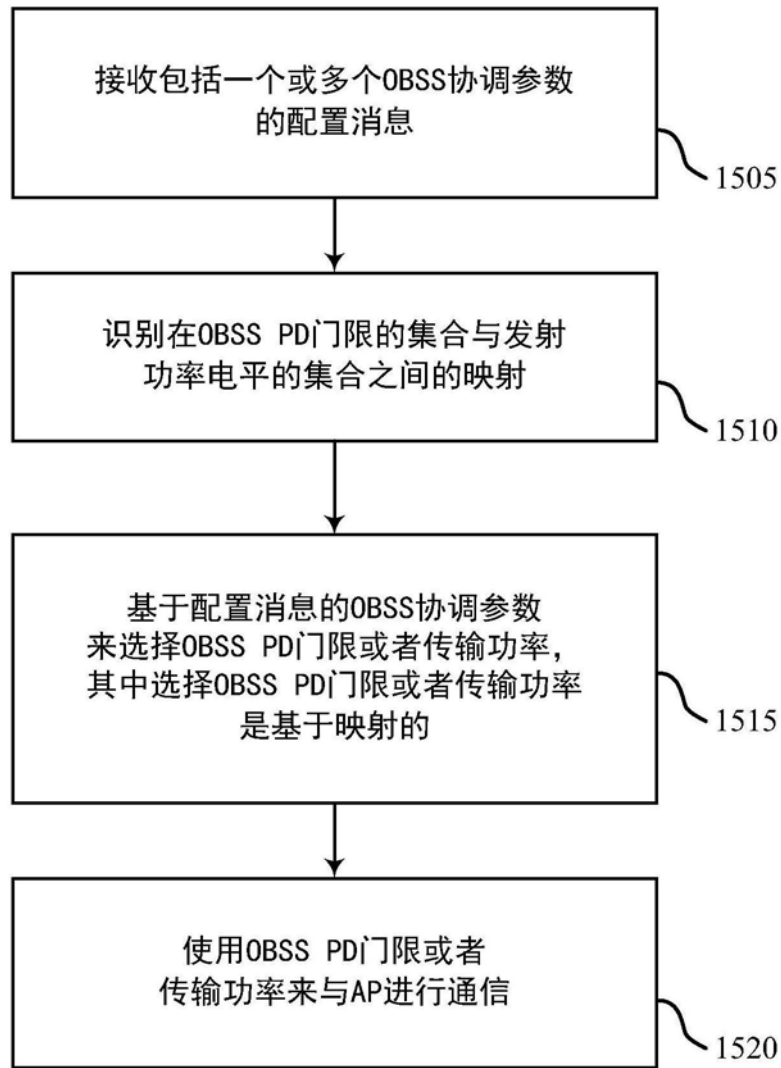 接收包括一个或多个OBSS协调参数
的配置消息
1505
识别在OBSS PD门限的集合与发射
功率电平的集合之间的映射
1510
基于配置消息的OBSS协调参数
来选择OBSS PD门限或者传输功率，
其中选择OBSS PD门限或者传输功率
是基于映射的
1515
使用OBSS PD门限或者
传输功率来与AP进行通信
1520